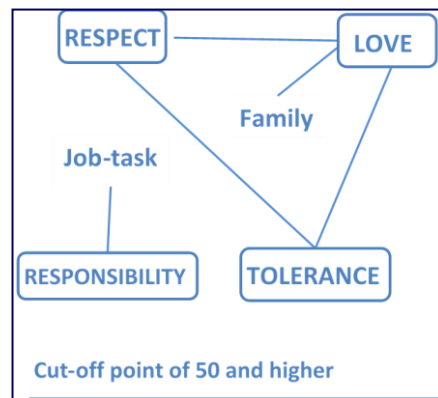 RESPECT
LOVE
Family
Job-task
RESPONSIBILITY
TOLERANCE
Cut-off point of 50 and higher